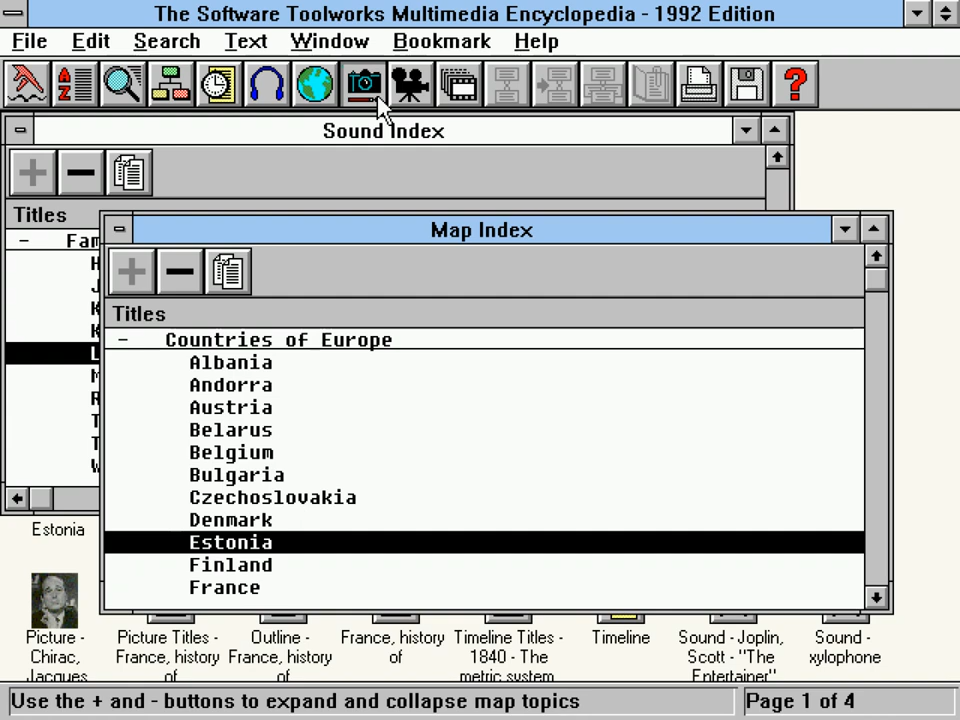 The Software Toolworks Multimedia Encyclopedia - 1992 Edition
File Edit Search Text Window Bookmark Help
Sound Index
Titles
- Fam
Map Index
Titles
- Countries of Europe
Albania
Andorra
Austria
Belarus
Belgium
Bulgaria
Czechoslovakia
Denmark
Estonia
Finland
France
Estonia
Picture - Chirac, Jacques
Picture Titles - France, history of
Outline - France, history of
France, history of
Timeline Titles - 1840 - The metric system
Timeline
Sound - Joplin, Scott - "The Entertainer"
Sound - xylophone
Use the + and - buttons to expand and collapse map topics
Page 1 of 4